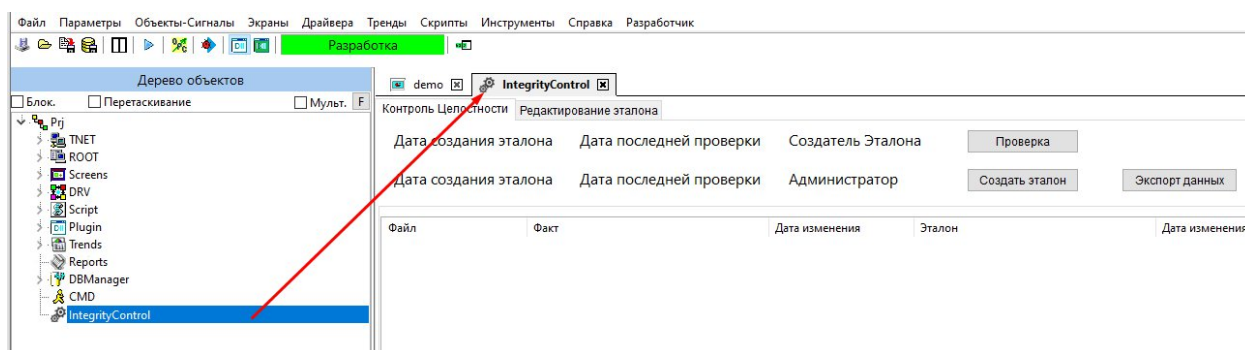 Файл Параметры Объекты-Сигналы Экраны Драйвера Тренды Скрипты Инструменты Справка Разработчик
Разработка
Дерево объектов
demo IntegrityControl
Блок. Перетаскивание Мульт. F
Контроль Целостности Редактирование эталона
Prj
TNET
ROOT
Screens
DRV
Script
Plugin
Trends
Reports
DBManager
CMD
IntegrityControl
Дата создания эталона Дата последней проверки Создатель Эталона Проверка
Дата создания эталона Дата последней проверки Администратор Создать эталон Экспорт данных
Файл Факт Дата изменения Эталон Дата изменения